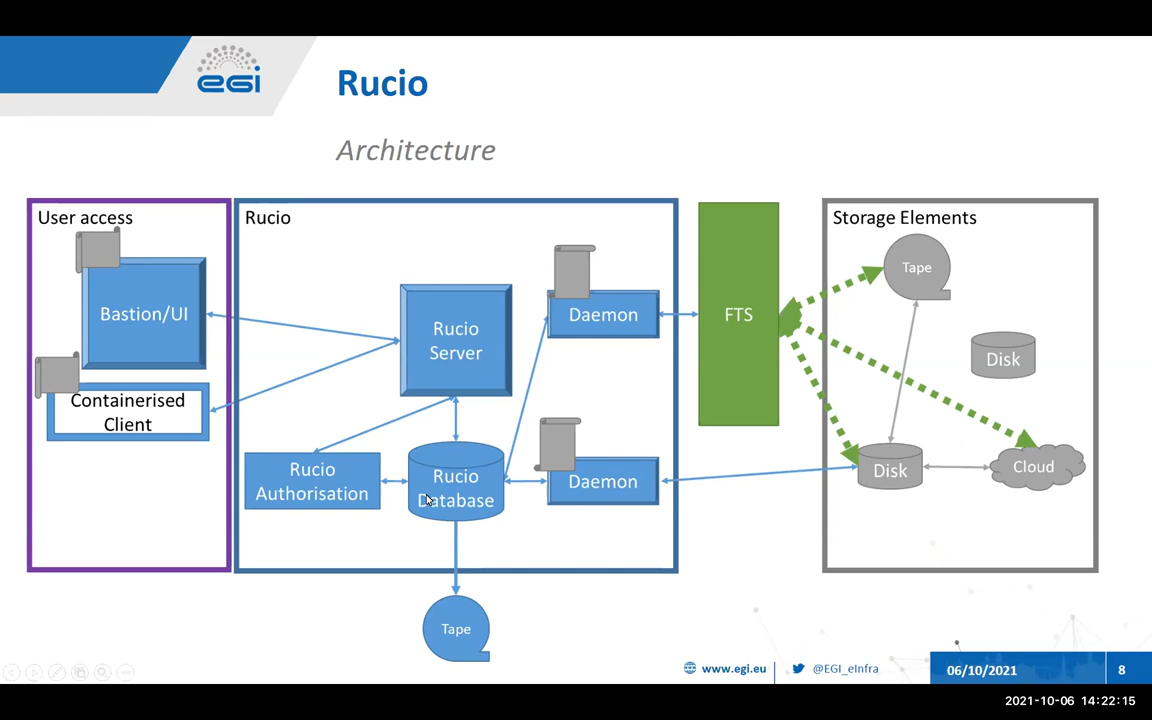 egi
Rucio
Architecture
User access
Bastion/UI
Containerised
Client
Rucio
Rucio
Server
Daemon
Rucio
Authorisation
Rucio
Database
Daemon
Tape
FTS
Storage Elements
Tape
Disk
Disk
Cloud
www.egi.eu
@EGI_eInfra
06/10/2021
8
2021-10-06 14:22:15